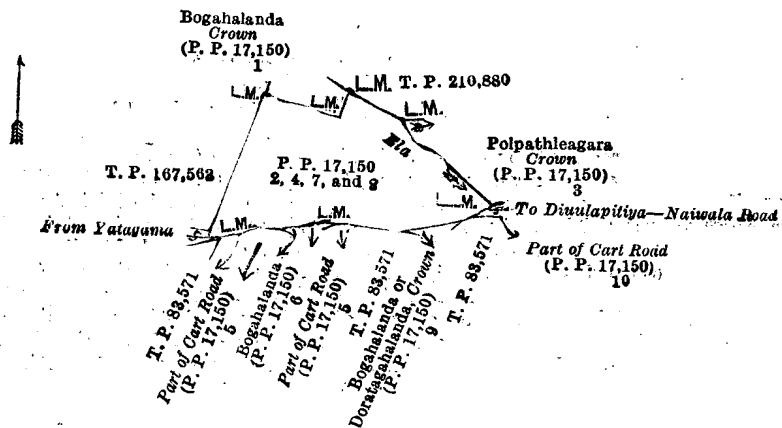 Bogahalanda
Crown
(P. P. 17,150)
1
L.M.
L.M.
L.M. T. P. 210,880
L.M.
Ela
Polpathleagara
Crown
(P. P. 17,150)
3
T. P. 167,562
P. P. 17,150
2, 4, 7, and 8
L.M.
L.M.
L.M.
From Yatagama
To Diuulapitiya—Naiwala Road
Part of Cart Road
(P. P. 17,150)
10
T. P. 83,571
Part of Cart Road
(P. P. 17,150)
5
Bogahalanda
(P. P. 17,150)
6
Part of Cart Road
(P. P. 17,150)
5
T. P. 83,571
Bogahalanda or
Doratagahalanda, Crown
(P. P. 17,150)
9
T. P. 83,571